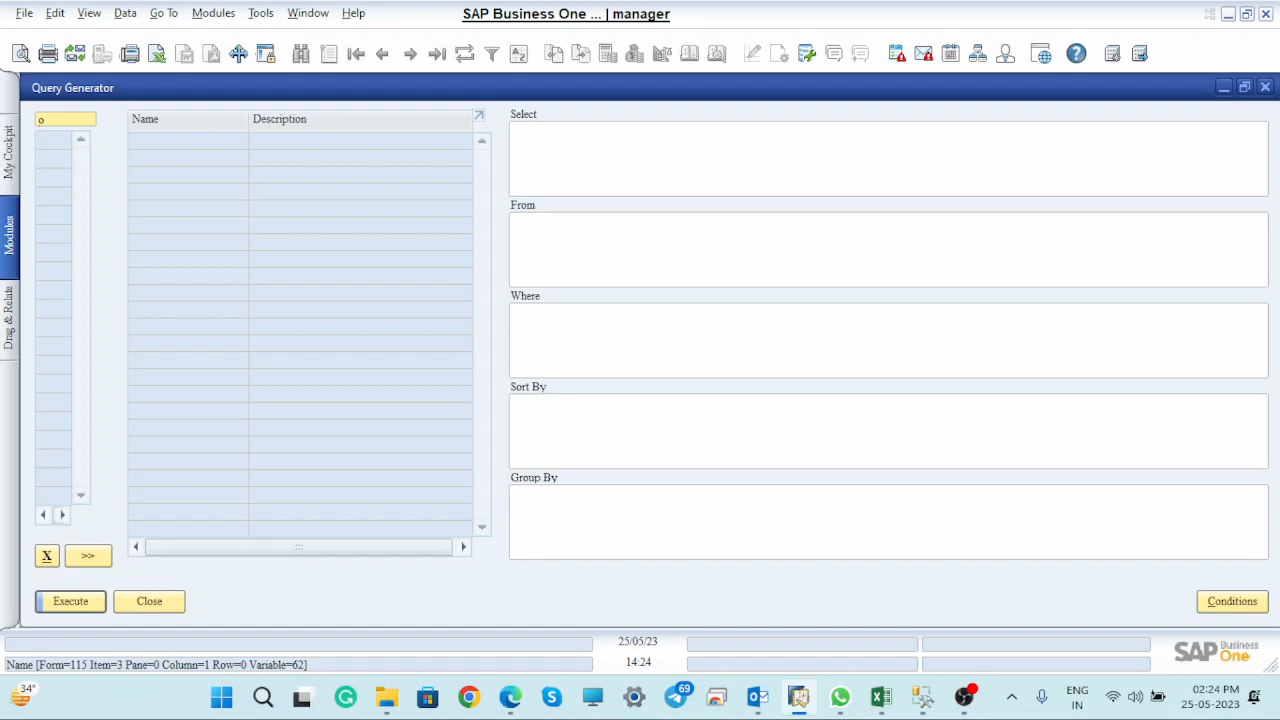 File Edit View Data Go To Modules Tools Window Help
SAP Business One ... | manager
Query Generator
My Cockpit
Modules
Drag & Relate
o
Name Description
Select
From
Where
Sort By
Group By
X >>
Execute Close Conditions
25/05/23
14:24
Name [Form=115 Item=3 Pane=0 Column=1 Row=0 Variable=62]
SAP Business One
34°
69
ENG
IN
02:24 PM
25-05-2023